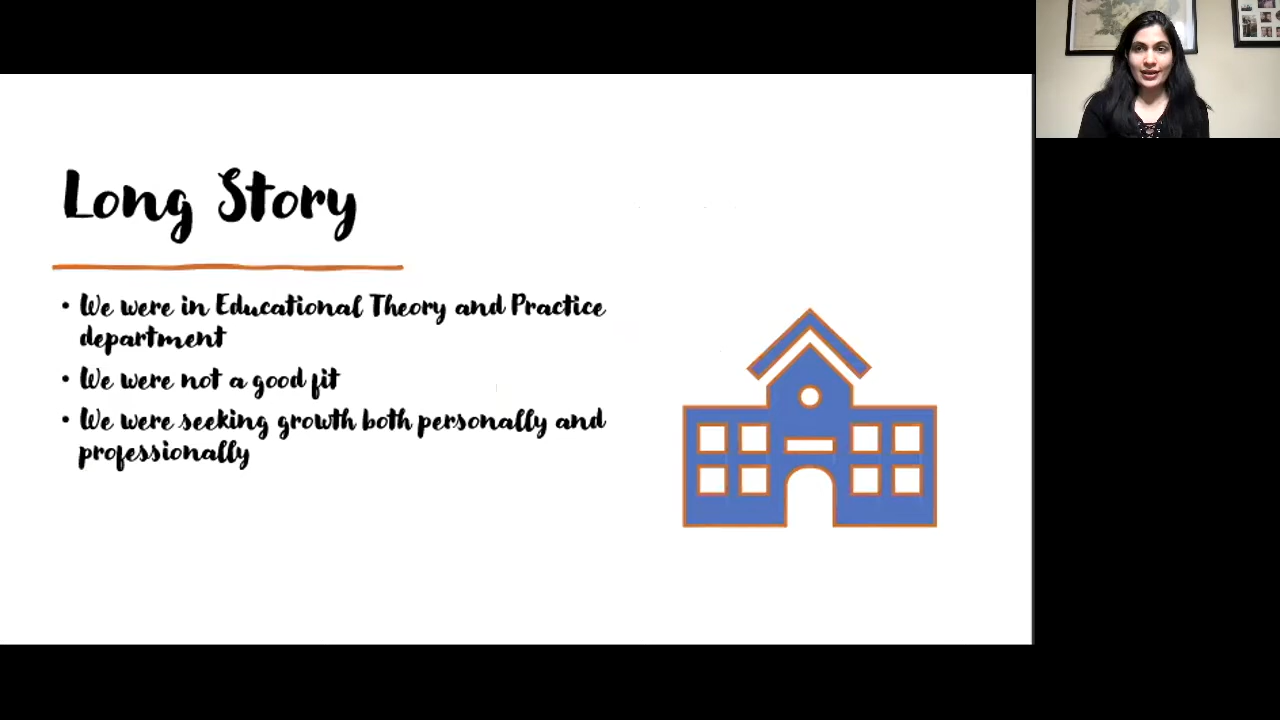 Long Story
• We were in Educational Theory and Practice
department
• We were not a good fit
• We were seeking growth both personally and
professionally